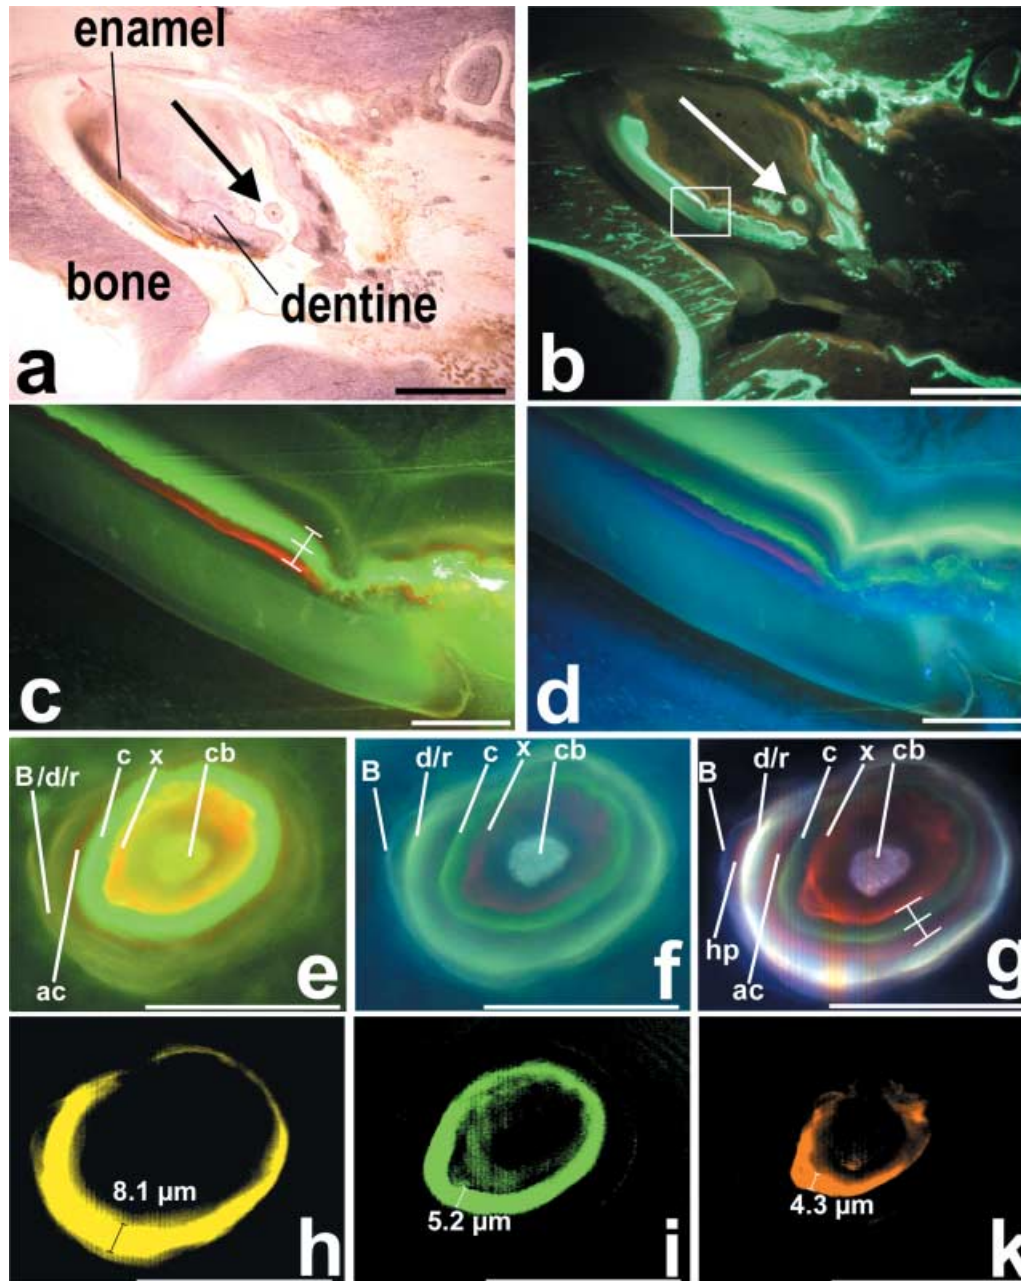 enamel
bone
dentine
a
b
c
d
B/d/r
c
x
cb
ac
e
B
d/r
c
x
cb
f
B
d/r
c
x
cb
hp
ac
g
8.1 µm
h
5.2 µm
i
4.3 µm
k